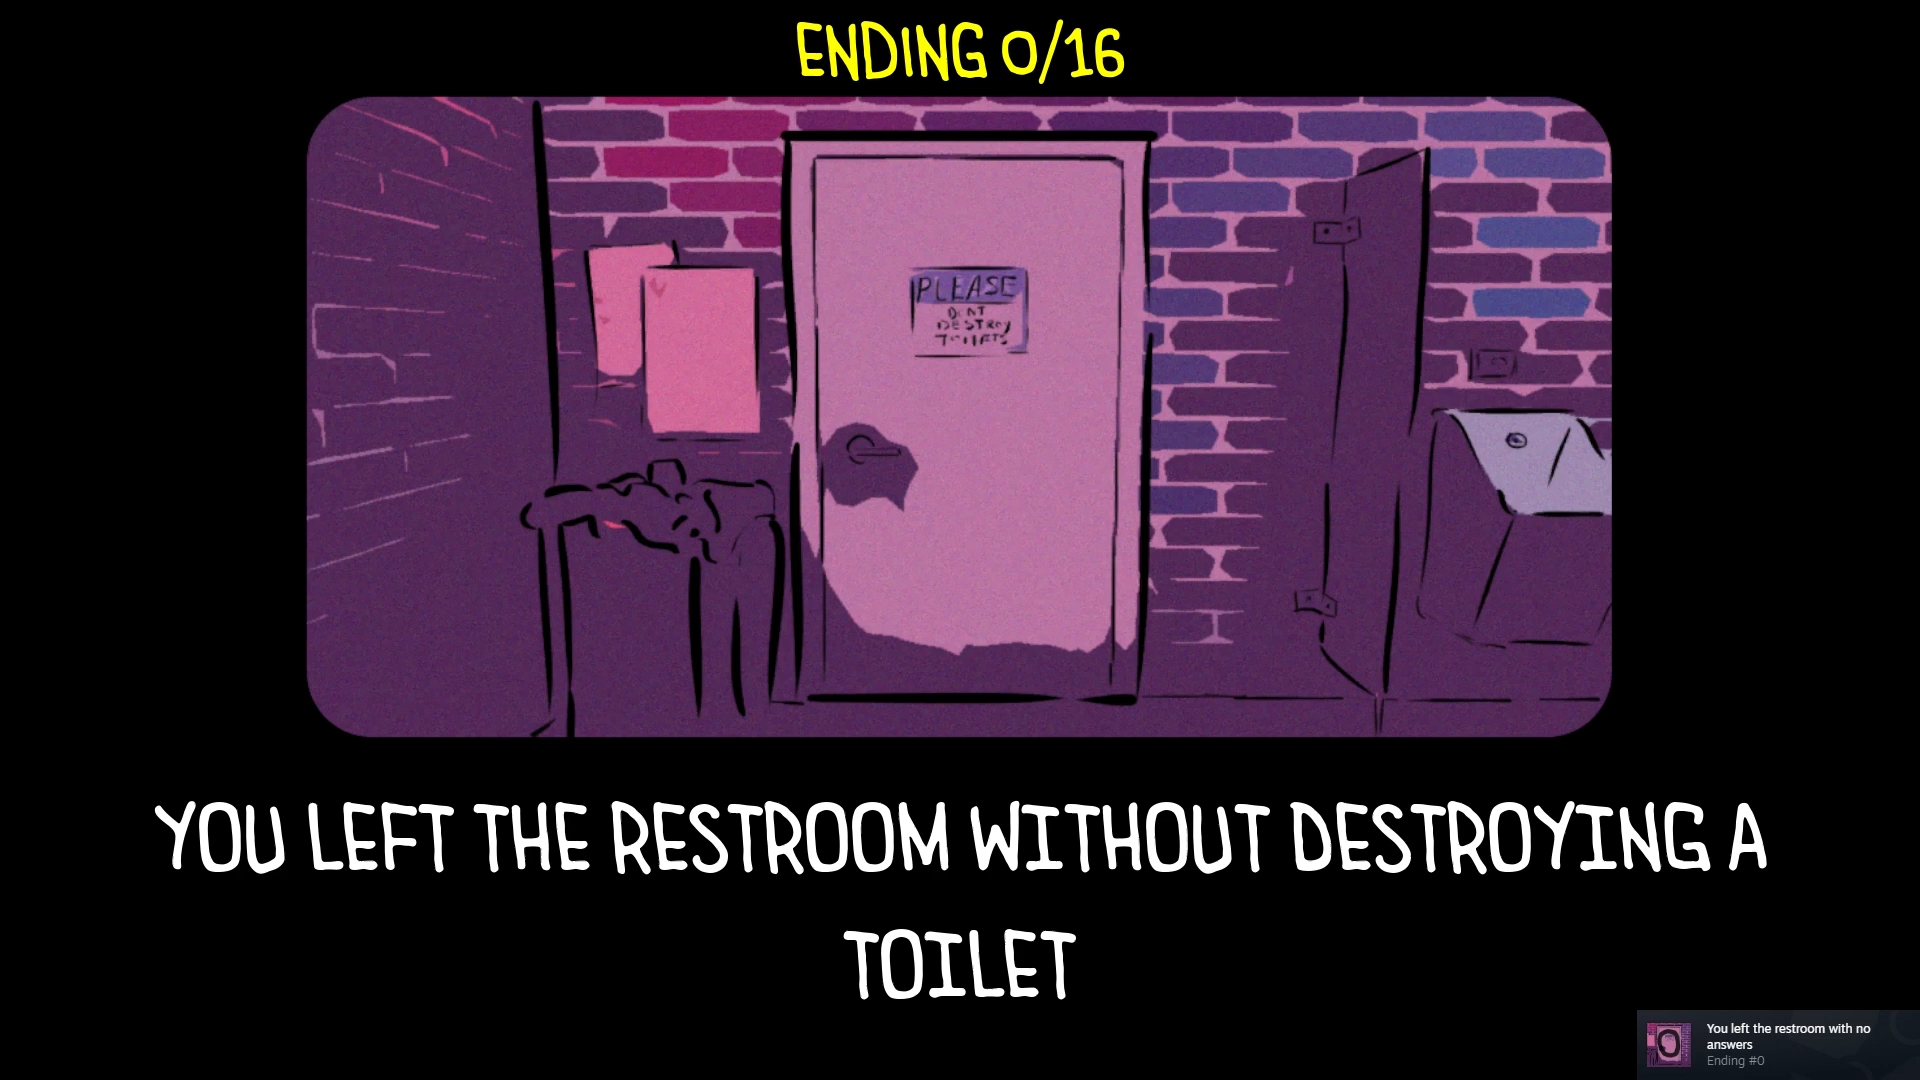 ENDING 0/16
PLEASE
DONT
DESTROY
TOILETS
YOU LEFT THE RESTROOM WITHOUT DESTROYING A
TOILET
0
You left the restroom with no
answers
Ending #0